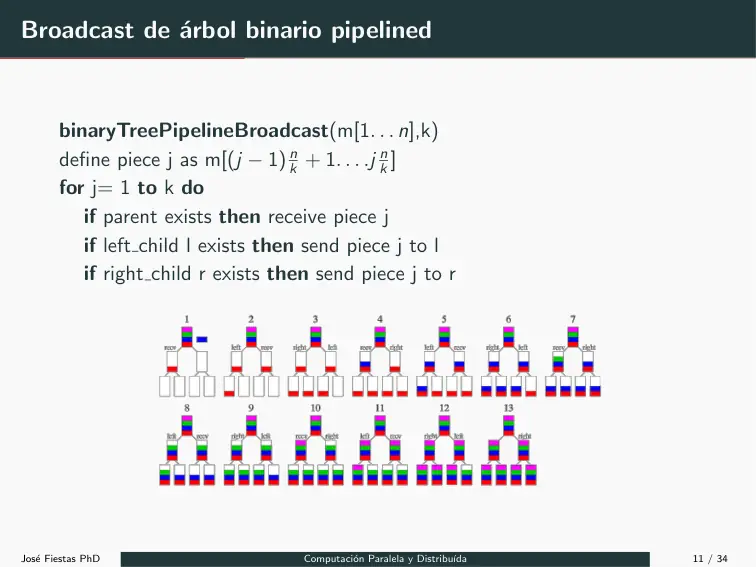 Broadcast de árbol binario pipelined
binaryTreePipelineBroadcast(m[1. . . n],k)
define piece j as m[(j − 1) n/k + 1. . . .j n/k]
for j= 1 to k do
if parent exists then receive piece j
if left_child l exists then send piece j to l
if right_child r exists then send piece j to r
1 2 3 4 5 6 7
recv left recv right left recv right left recv right left recv right
8 9 10 11 12 13
left recv right left recv right left recv right left right
José Fiestas PhD Computación Paralela y Distribuída 11 / 34